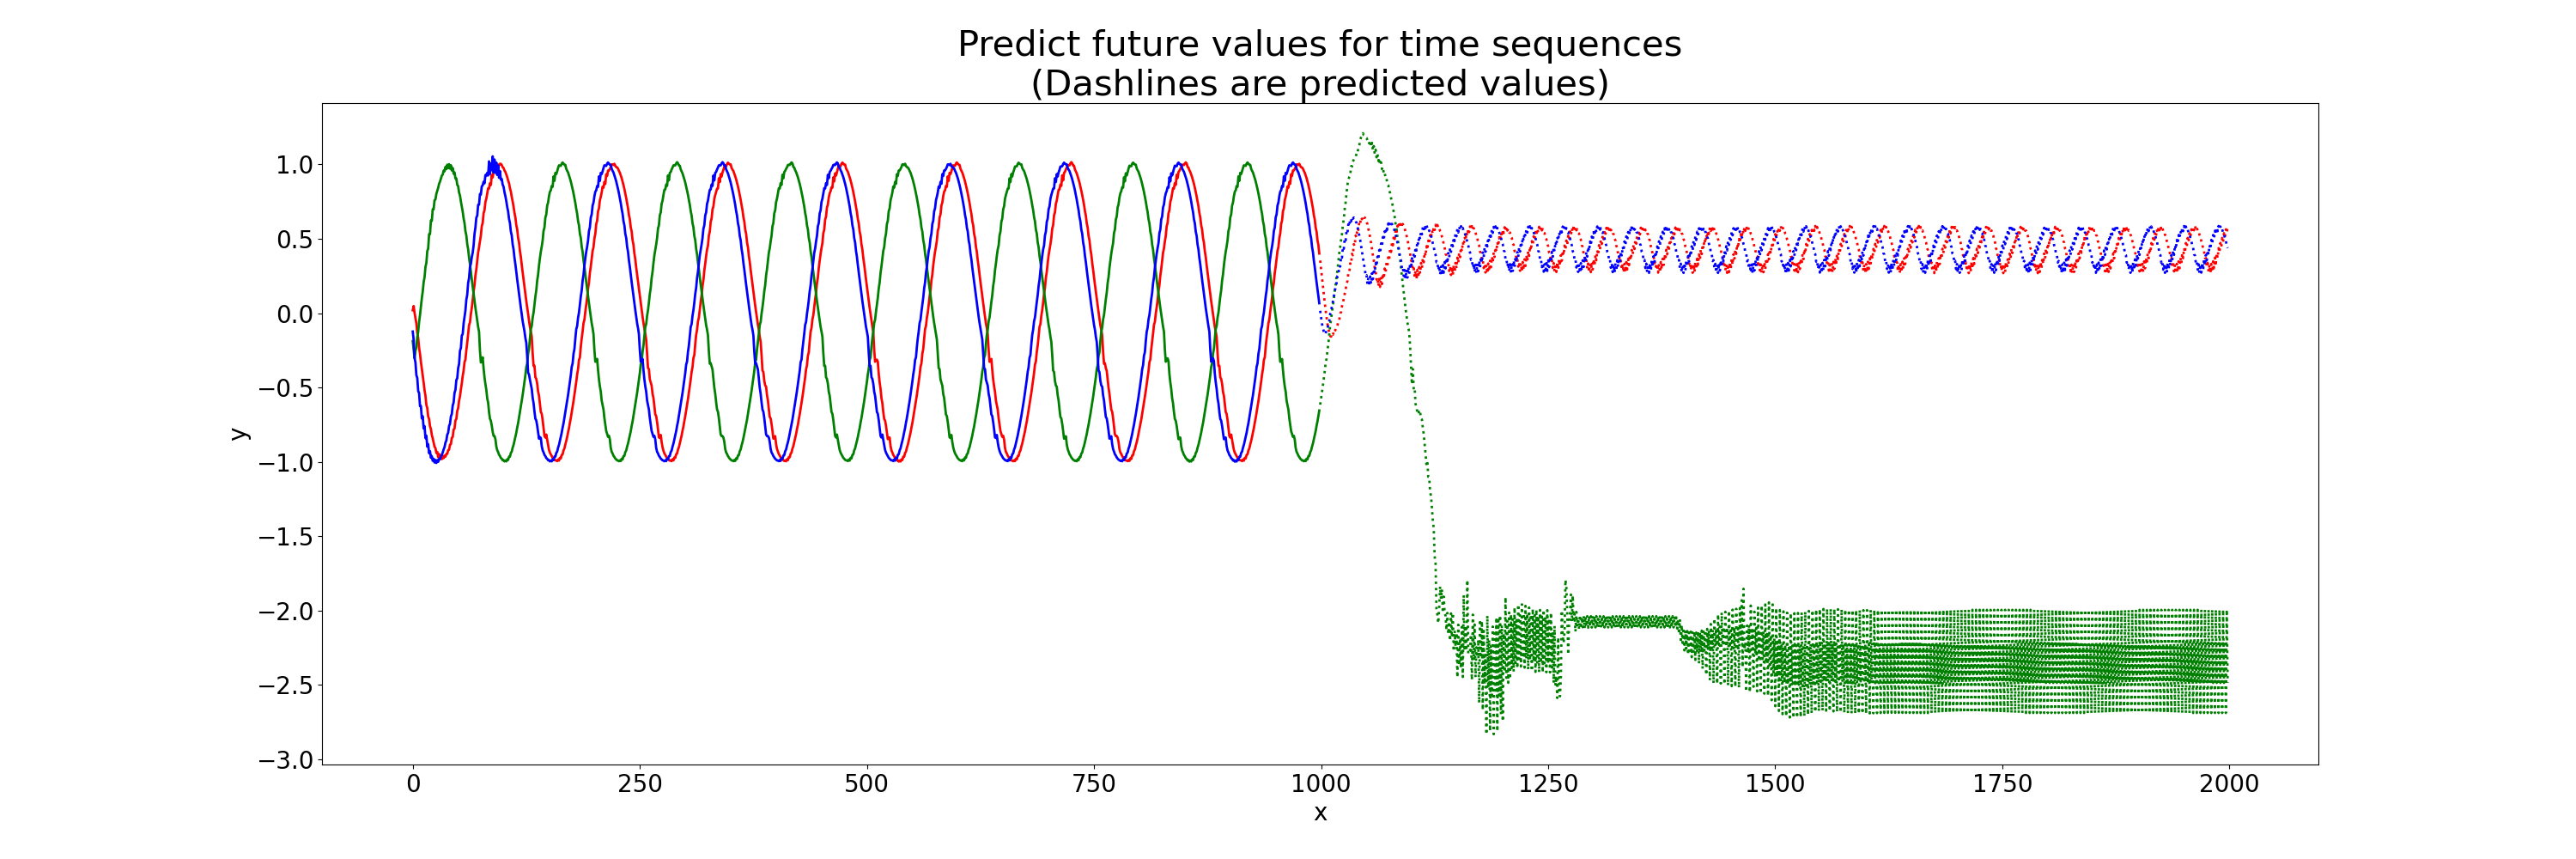 Predict future values for time sequences
(Dashlines are predicted values)
y
1.0
0.5
0.0
−0.5
−1.0
−1.5
−2.0
−2.5
−3.0
0 250 500 750 1000 1250 1500 1750 2000
x